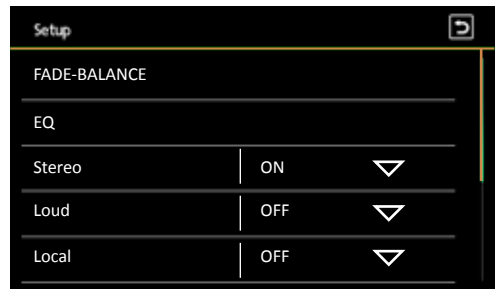 Setup
FADE-BALANCE
EQ
Stereo ON
Loud OFF
Local OFF